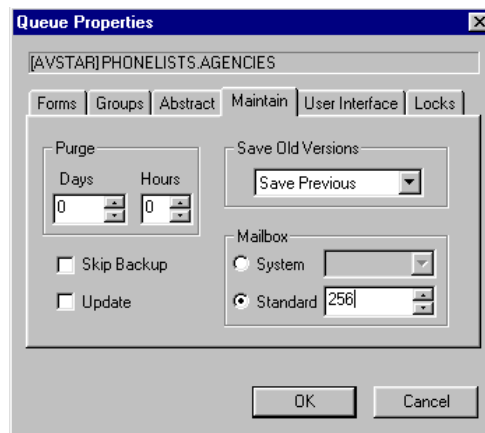 Queue Properties
[AVSTAR]PHONELISTS.AGENCIES
Forms Groups Abstract Maintain User Interface Locks
Purge
Days Hours
0 0
Skip Backup
Update
Save Old Versions
Save Previous
Mailbox
System
Standard 256
OK Cancel